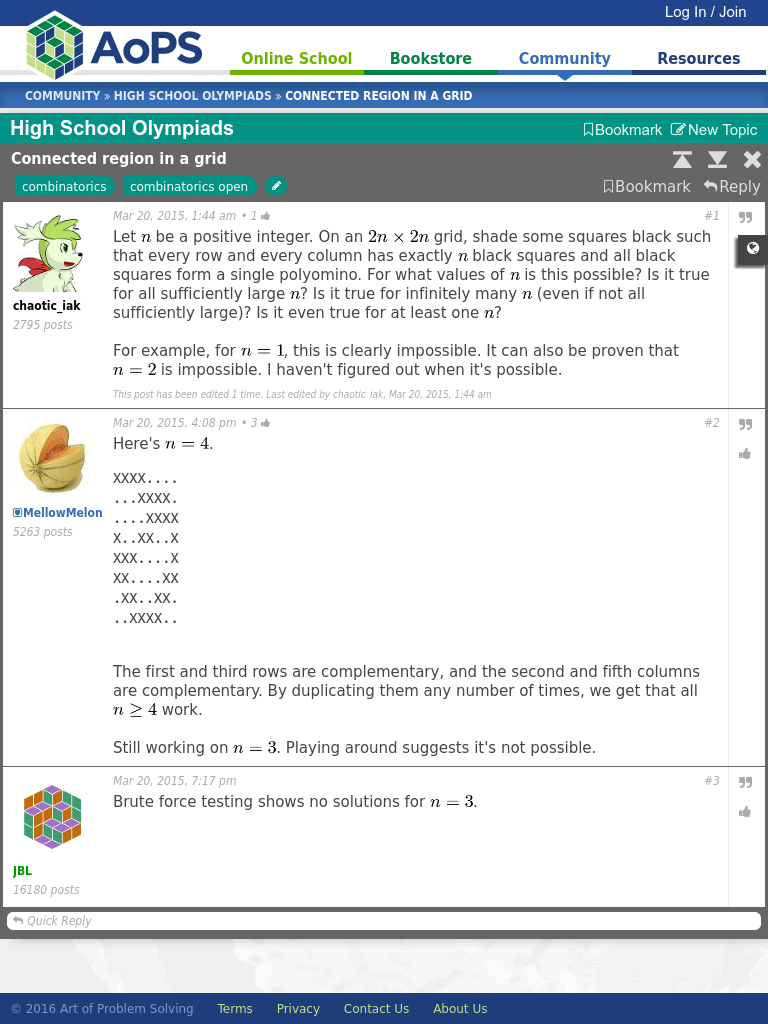 Log In / Join
AoPS
Online School Bookstore Community Resources
COMMUNITY » HIGH SCHOOL OLYMPIADS » CONNECTED REGION IN A GRID
High School Olympiads Bookmark New Topic
Connected region in a grid
combinatorics combinatorics open Bookmark Reply
Mar 20, 2015, 1:44 am • 1 #1
Let n be a positive integer. On an 2n × 2n grid, shade some squares black such
that every row and every column has exactly n black squares and all black
squares form a single polyomino. For what values of n is this possible? Is it true
for all sufficiently large n? Is it true for infinitely many n (even if not all
sufficiently large)? Is it even true for at least one n?
chaotic_iak
2795 posts
For example, for n = 1, this is clearly impossible. It can also be proven that
n = 2 is impossible. I haven't figured out when it's possible.
This post has been edited 1 time. Last edited by chaotic_iak, Mar 20, 2015, 1:44 am
Mar 20, 2015, 4:08 pm • 3 #2
Here's n = 4.
XXXX....
...XXXX.
....XXXX
X..XX..X
XXX....X
XX....XX
.XX..XX.
..XXXX..
MellowMelon
5263 posts
The first and third rows are complementary, and the second and fifth columns
are complementary. By duplicating them any number of times, we get that all
n ≥ 4 work.
Still working on n = 3. Playing around suggests it's not possible.
Mar 20, 2015, 7:17 pm #3
Brute force testing shows no solutions for n = 3.
JBL
16180 posts
Quick Reply
© 2016 Art of Problem Solving Terms Privacy Contact Us About Us